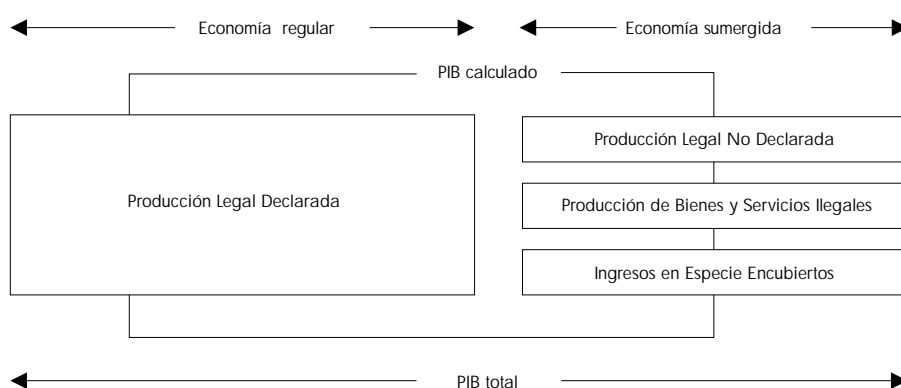 Economía regular
Economía sumergida
PIB calculado
Producción Legal Declarada
Producción Legal No Declarada
Producción de Bienes y Servicios Ilegales
Ingresos en Especie Encubiertos
PIB total